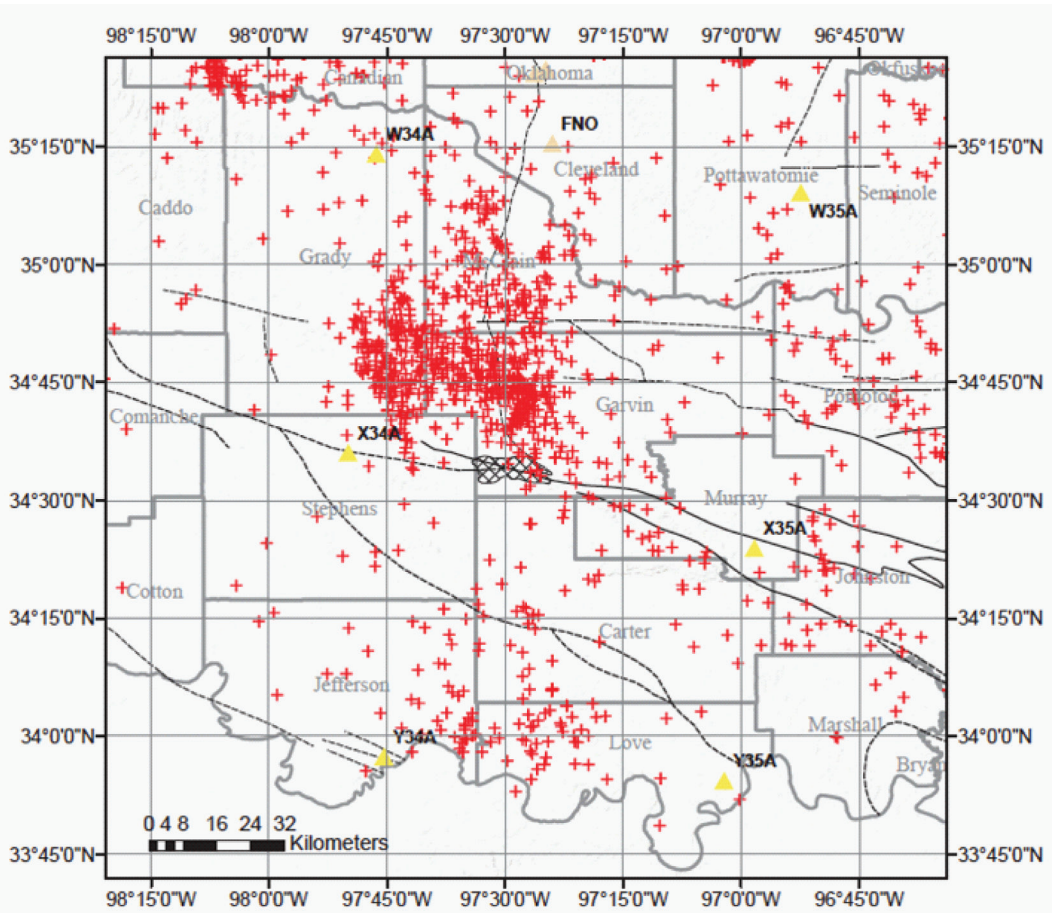 98°15'0"W 98°0'0"W 97°45'0"W 97°30'0"W 97°15'0"W 97°0'0"W 96°45'0"W
Canadian
Oklahoma
FNO
W34A
35°15'0"N
35°15'0"N
Cleveland
Pottawatomie
Seminole
W35A
Caddo
Grady
McClain
35°0'0"N
35°0'0"N
34°45'0"N
34°45'0"N
Comanche
Garvin
Pontotoc
X34A
34°30'0"N
34°30'0"N
Stephens
Murray
X35A
Johnston
Cotton
34°15'0"N
34°15'0"N
Carter
Jefferson
34°0'0"N
34°0'0"N
Y34A
Love
Marshall
Y35A
Bryan
0 4 8 16 24 32
Kilometers
33°45'0"N
33°45'0"N
98°15'0"W 98°0'0"W 97°45'0"W 97°30'0"W 97°15'0"W 97°0'0"W 96°45'0"W